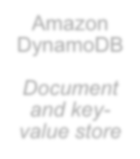 Amazon
DynamoDB
Document
and key-
value store